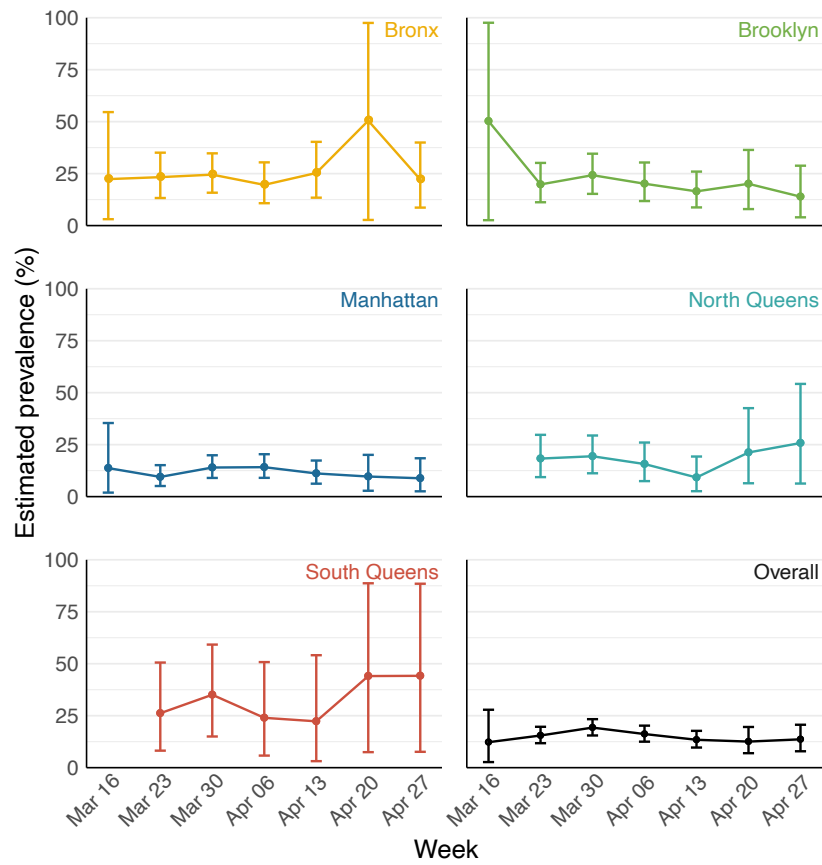 Estimated prevalence (%)
100
75
50
25
0
Bronx
Brooklyn
100
75
50
25
0
Manhattan
North Queens
100
75
50
25
0
South Queens
Overall
Mar 16
Mar 23
Mar 30
Apr 06
Apr 13
Apr 20
Apr 27
Mar 16
Mar 23
Mar 30
Apr 06
Apr 13
Apr 20
Apr 27
Week